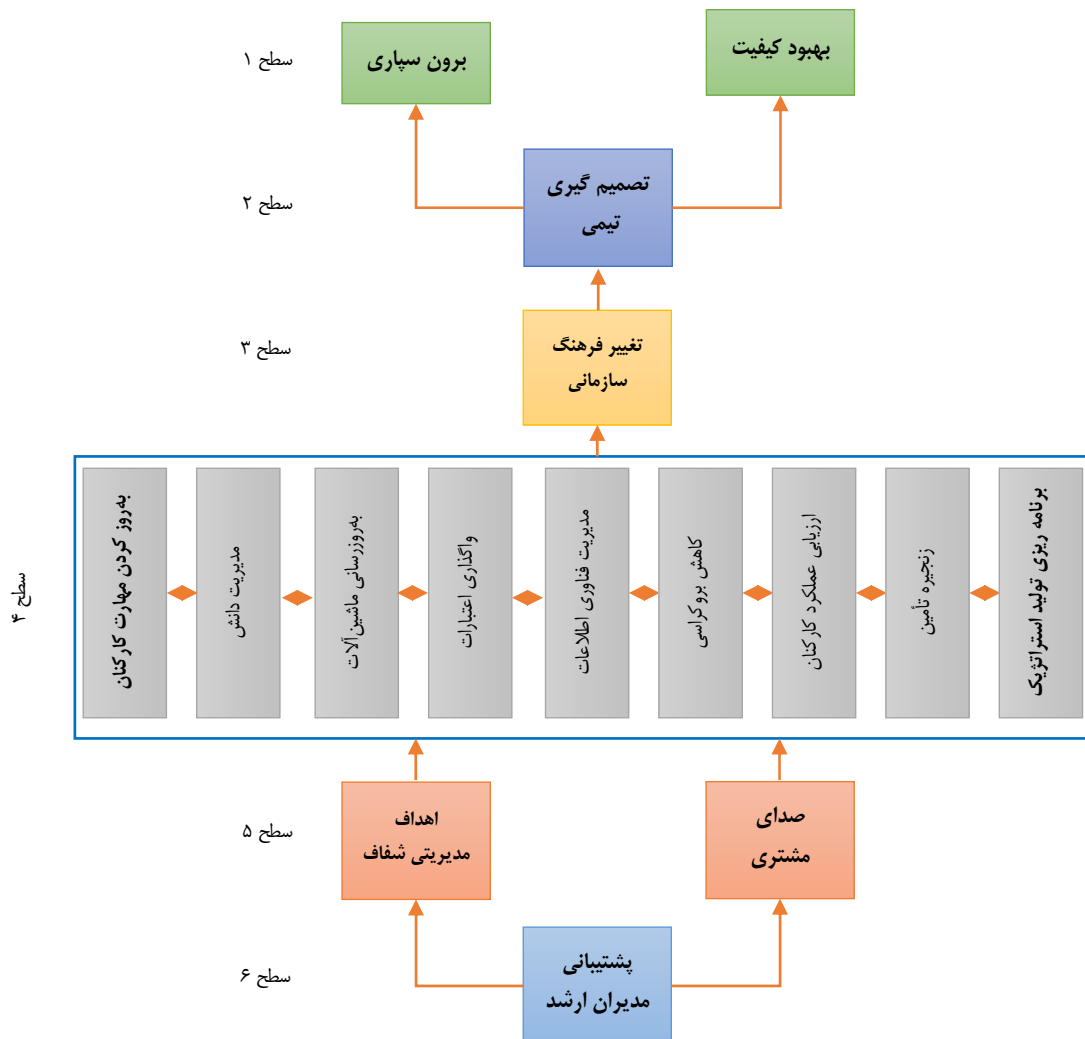 بهبود کیفیت
برون سپاری
سطح ۱
تصمیم گیری
تیمی
سطح ۲
تغییر فرهنگ
سازمانی
سطح ۳
برنامه ریزی تولید استراتژیک
زنجیره تأمین
ارزیابی عملکرد کارکنان
کاهش بروکراسی
مدیریت فناوری اطلاعات
واگذاری اعتبارات
به‌روزرسانی ماشین‌آلات
مدیریت دانش
به‌روز کردن مهارت کارکنان
سطح ۴
صدای
مشتری
اهداف
مدیریتی شفاف
سطح ۵
پشتیبانی
مدیران ارشد
سطح ۶